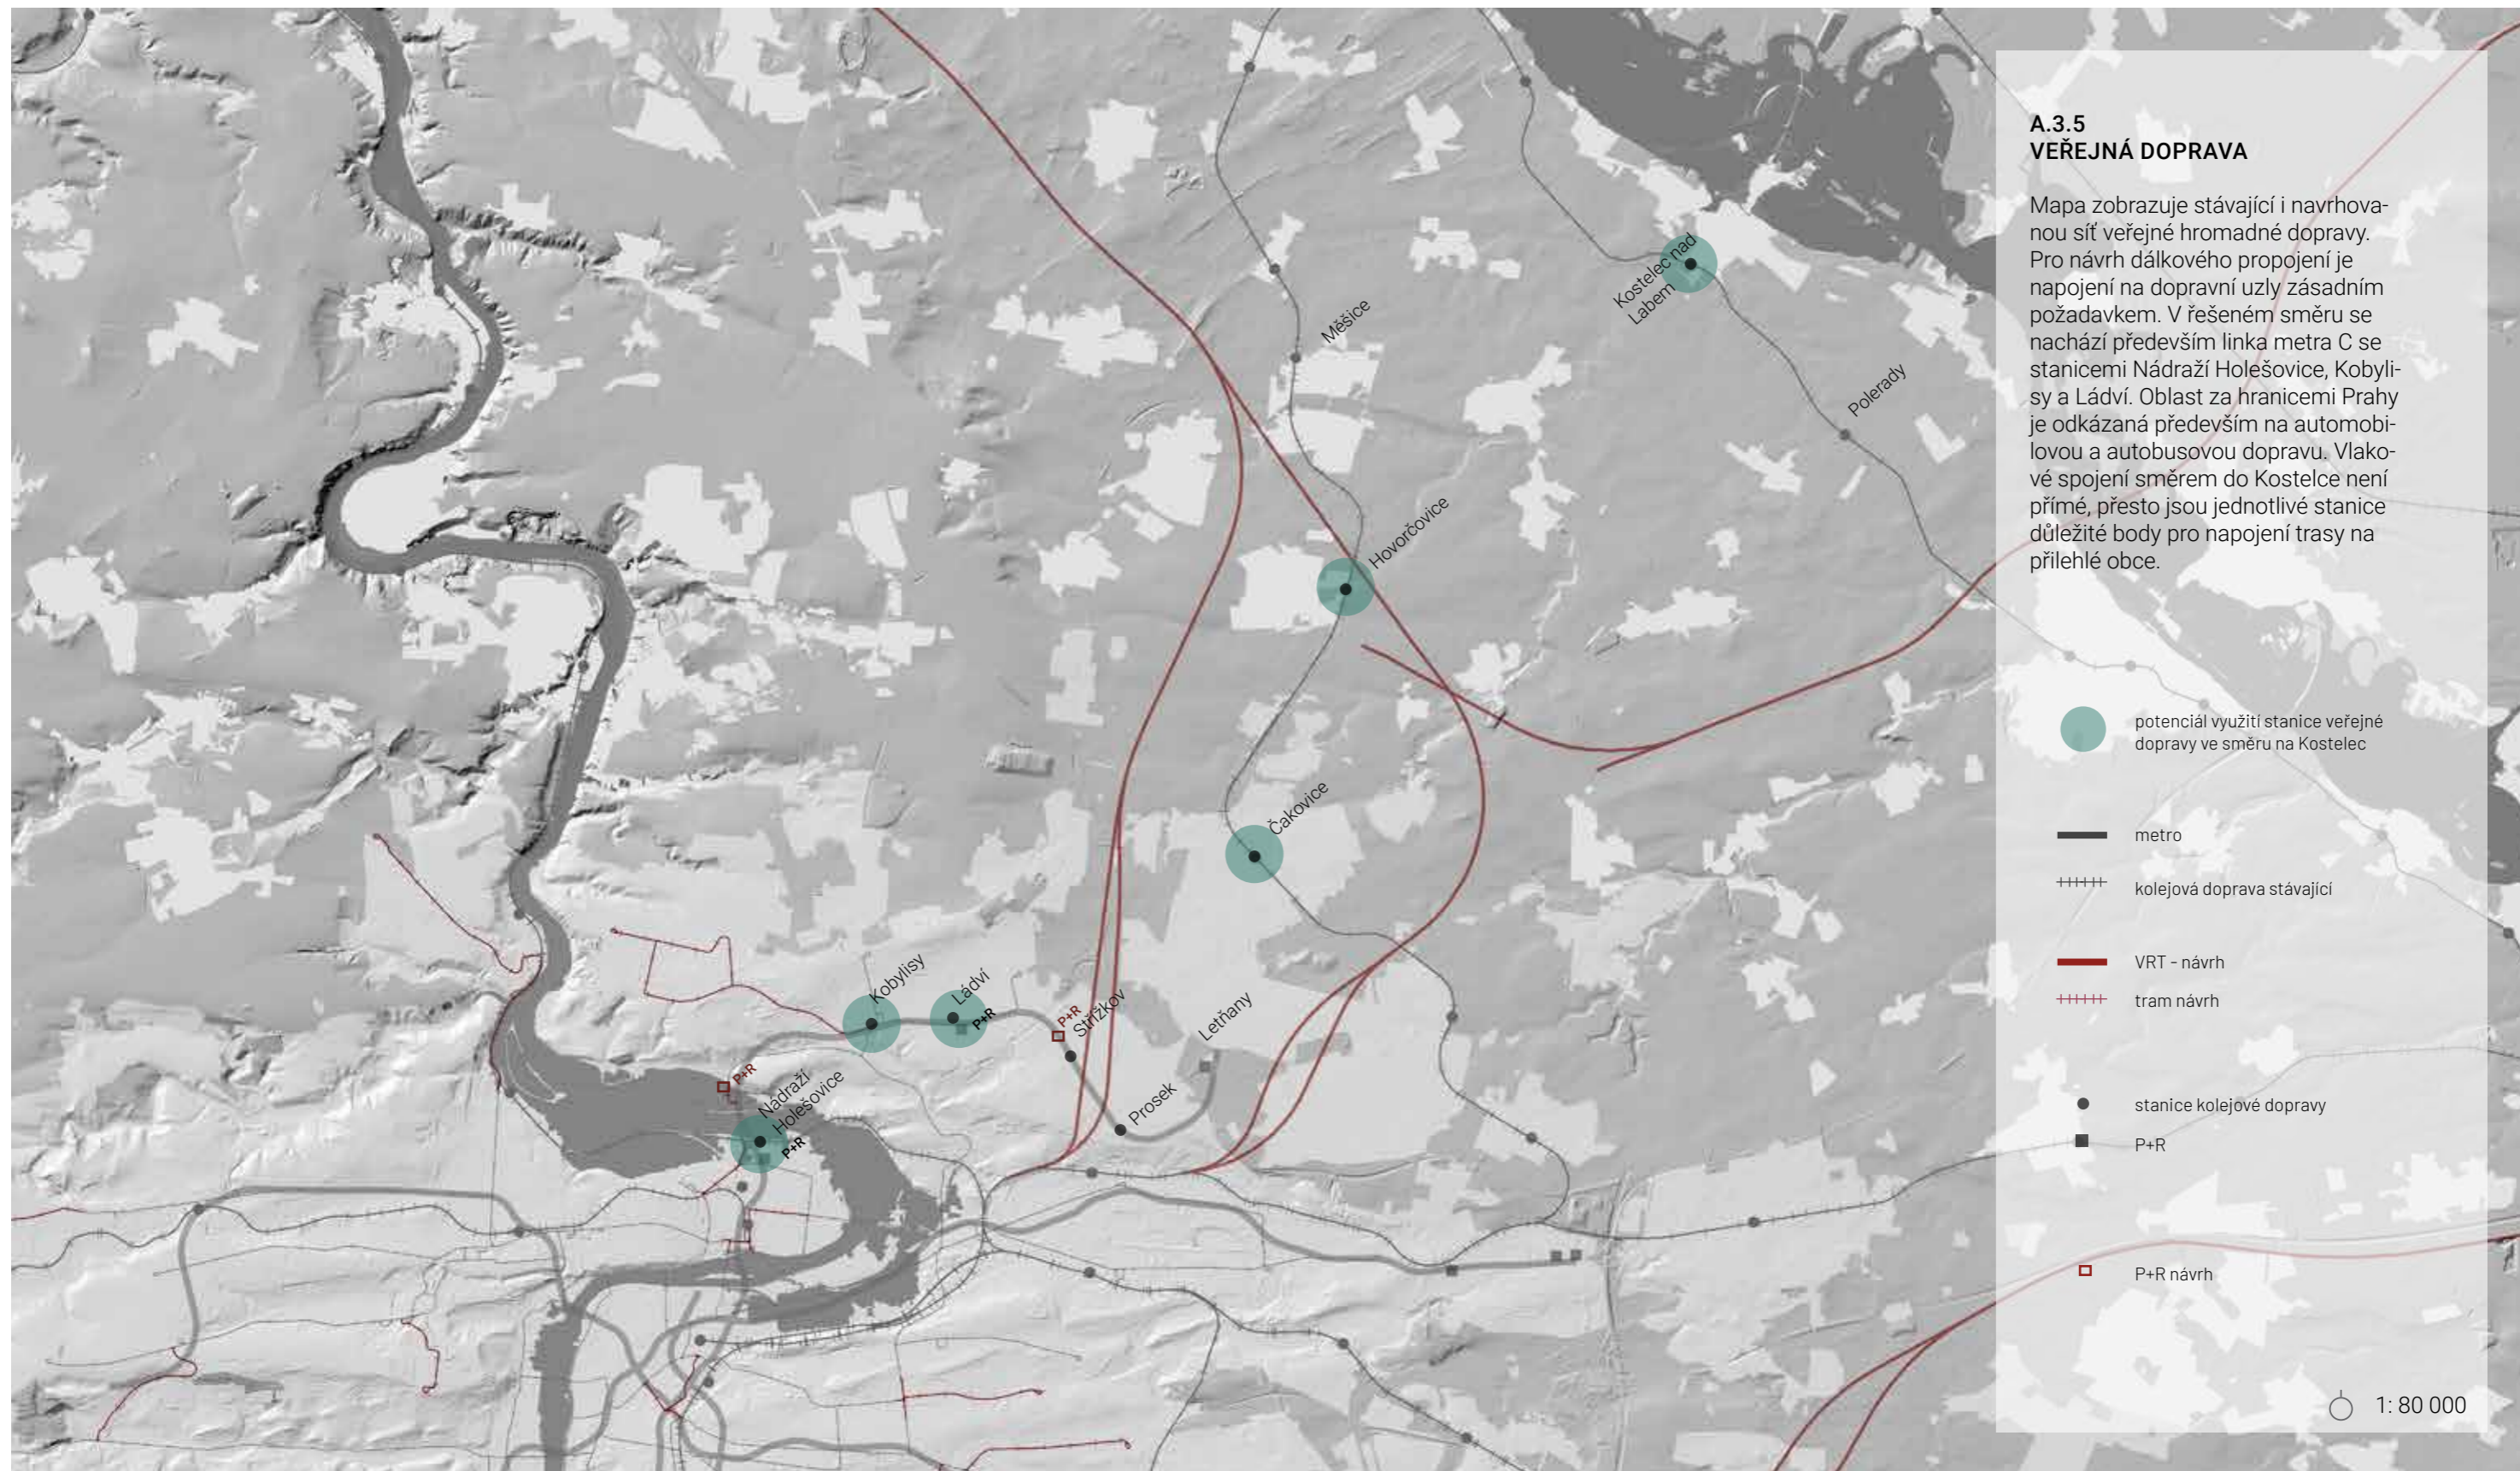 A.3.5
VEŘEJNÁ DOPRAVA
Mapa zobrazuje stávající i navrhova-
nou síť veřejné hromadné dopravy.
Pro návrh dálkového propojení je
napojení na dopravní uzly zásadním
požadavkem. V řešeném směru se
nachází především linka metra C se
stanicemi Nádraží Holešovice, Kobyli-
sy a Ládví. Oblast za hranicemi Prahy
je odkázaná především na automobi-
lovou a autobusovou dopravu. Vlako-
vé spojení směrem do Kostelce není
přímé, přesto jsou jednotlivé stanice
důležité body pro napojení trasy na
přilehlé obce.
potenciál využití stanice veřejné
dopravy ve směru na Kostelec
metro
kolejová doprava stávající
VRT - návrh
tram návrh
stanice kolejové dopravy
P+R
P+R návrh
1: 80 000
Kostelec nad
Labem
Měšice
Polerady
Hovorčovice
Čakovice
Kobylisy
Ládví
P+R
P+R
Střížkov
Letňany
Prosek
P+R
Nádraží
Holešovice
P+R